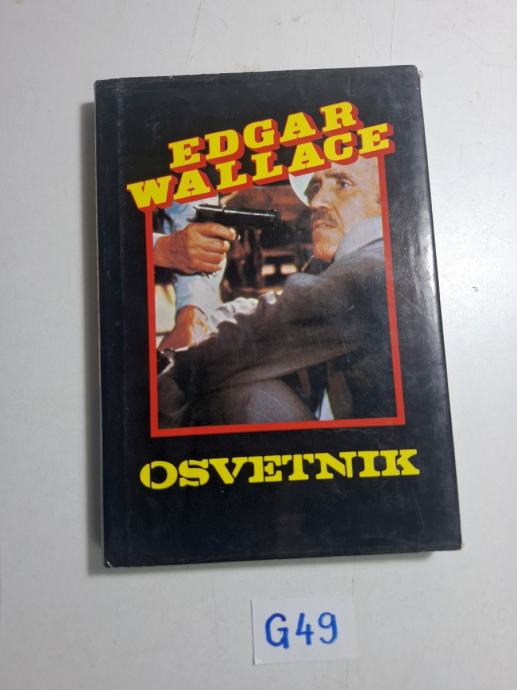 EDGAR
WALLACE
OSVETNIK
G49